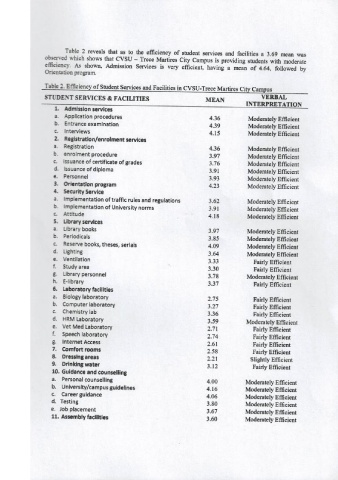 Table 2 reveals that as to the efficiency of student services and facilities a 3.69 mean was
observed which shows that CVSU – Trece Martires City Campus is providing students with moderate
efficiency. As shown, Admission Services is very efficient, having a mean of 4.64, followed by
Orientation program.
Table 2. Efficiency of Student Services and Facilities in CVSU-Trece Martires City Campus
STUDENT SERVICES & FACILITIES MEAN VERBAL INTERPRETATION
1. Admission services
a. Application procedures 4.36 Moderately Efficient
b. Entrance examination 4.39 Moderately Efficient
c. Interviews 4.15 Moderately Efficient
2. Registration/enrolment services
a. Registration 4.36 Moderately Efficient
b. enrolment procedure 3.97 Moderately Efficient
c. issuance of certificate of grades 3.76 Moderately Efficient
d. issuance of diploma 3.91 Moderately Efficient
e. Personnel 3.93 Moderately Efficient
3. Orientation program 4.23 Moderately Efficient
4. Security Service
a. Implementation of traffic rules and regulations 3.62 Moderately Efficient
b. Implementation of University norms 3.91 Moderately Efficient
c. Attitude 4.18 Moderately Efficient
5. Library services
a. Library books 3.97 Moderately Efficient
b. Periodicals 3.85 Moderately Efficient
c. Reserve books, theses, serials 4.09 Moderately Efficient
d. Lighting 3.64 Moderately Efficient
e. Ventilation 3.33 Fairly Efficient
f. Study area 3.30 Fairly Efficient
g. Library personnel 3.78 Moderately Efficient
h. E-library 3.37 Fairly Efficient
6. Laboratory facilities
a. Biology laboratory 2.75 Fairly Efficient
b. Computer laboratory 3.27 Fairly Efficient
c. Chemistry lab 3.36 Fairly Efficient
d. HRM Laboratory 3.59 Moderately Efficient
e. Vet Med Laboratory 2.71 Fairly Efficient
f. Speech laboratory 2.74 Fairly Efficient
g. Internet Access 2.61 Fairly Efficient
7. Comfort rooms 2.58 Fairly Efficient
8. Dressing areas 2.21 Slightly Efficient
9. Drinking water 3.12 Fairly Efficient
10. Guidance and counselling
a. Personal counselling 4.00 Moderately Efficient
b. University/campus guidelines 4.16 Moderately Efficient
c. Career guidance 4.06 Moderately Efficient
d. Testing 3.80 Moderately Efficient
e. Job placement 3.67 Moderately Efficient
11. Assembly facilities 3.60 Moderately Efficient